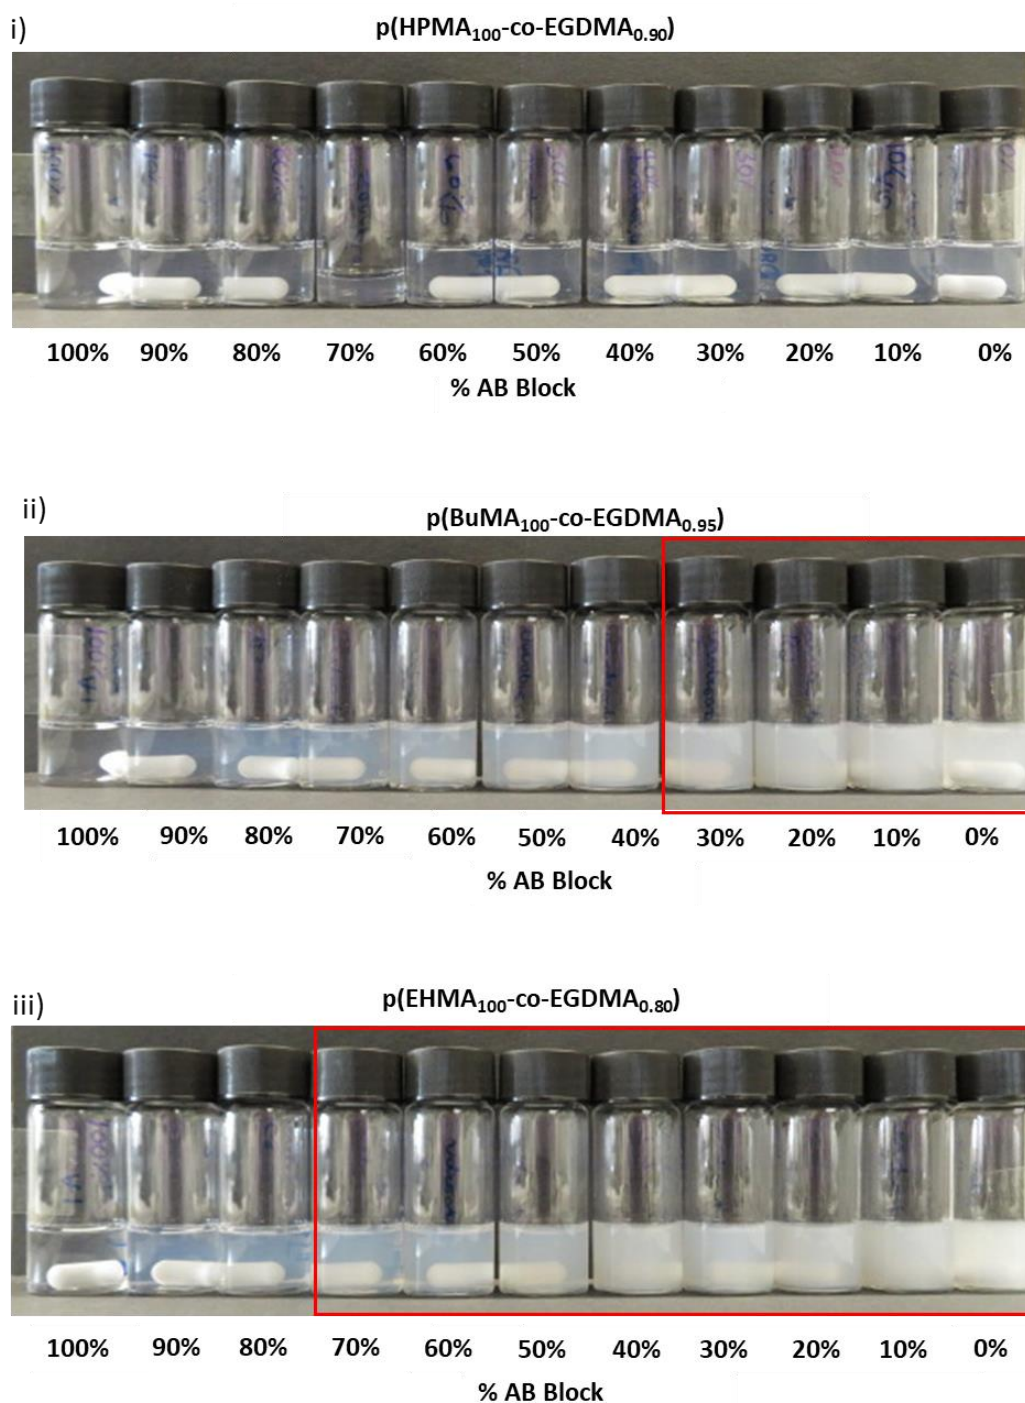 i)
p(HPMA₁₀₀-co-EGDMA₀.₉₀)
100% 90% 80% 70% 60% 50% 40% 30% 20% 10% 0%
% AB Block
ii)
p(BuMA₁₀₀-co-EGDMA₀.₉₅)
100% 90% 80% 70% 60% 50% 40% 30% 20% 10% 0%
% AB Block
iii)
p(EHMA₁₀₀-co-EGDMA₀.₈₀)
100% 90% 80% 70% 60% 50% 40% 30% 20% 10% 0%
% AB Block